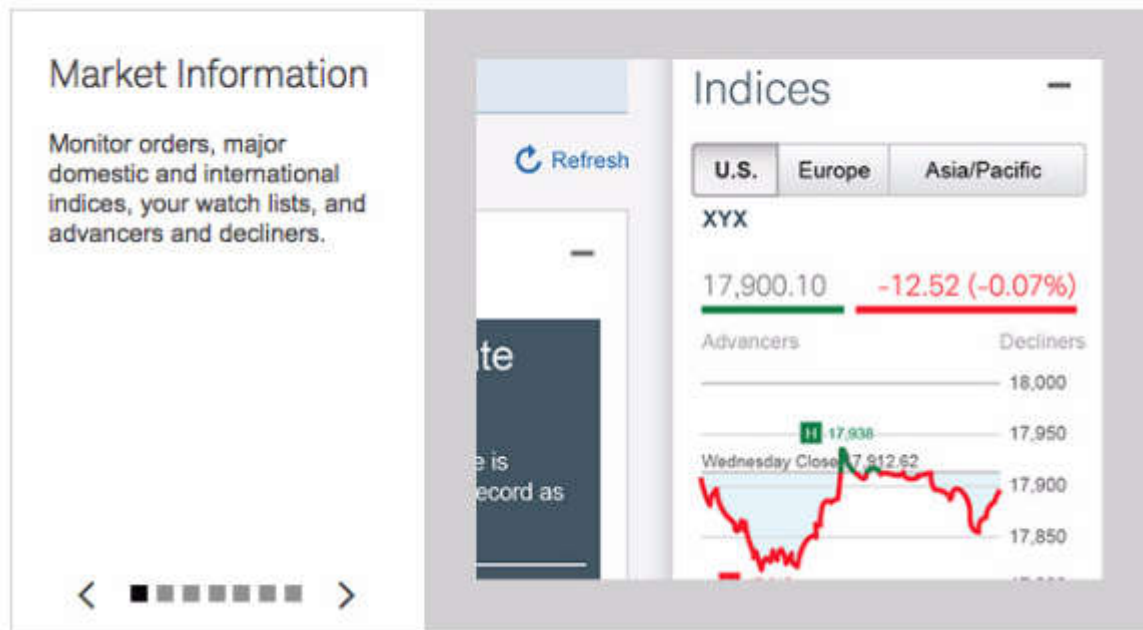 Market Information
Monitor orders, major
domestic and international
indices, your watch lists, and
advancers and decliners.
Refresh
te
e is
ecord as
Indices
U.S. Europe Asia/Pacific
XYX
17,900.10 -12.52 (-0.07%)
Advancers Decliners
18,000
H 17,938
17,950
Wednesday Close 17,912.62
17,900
17,850